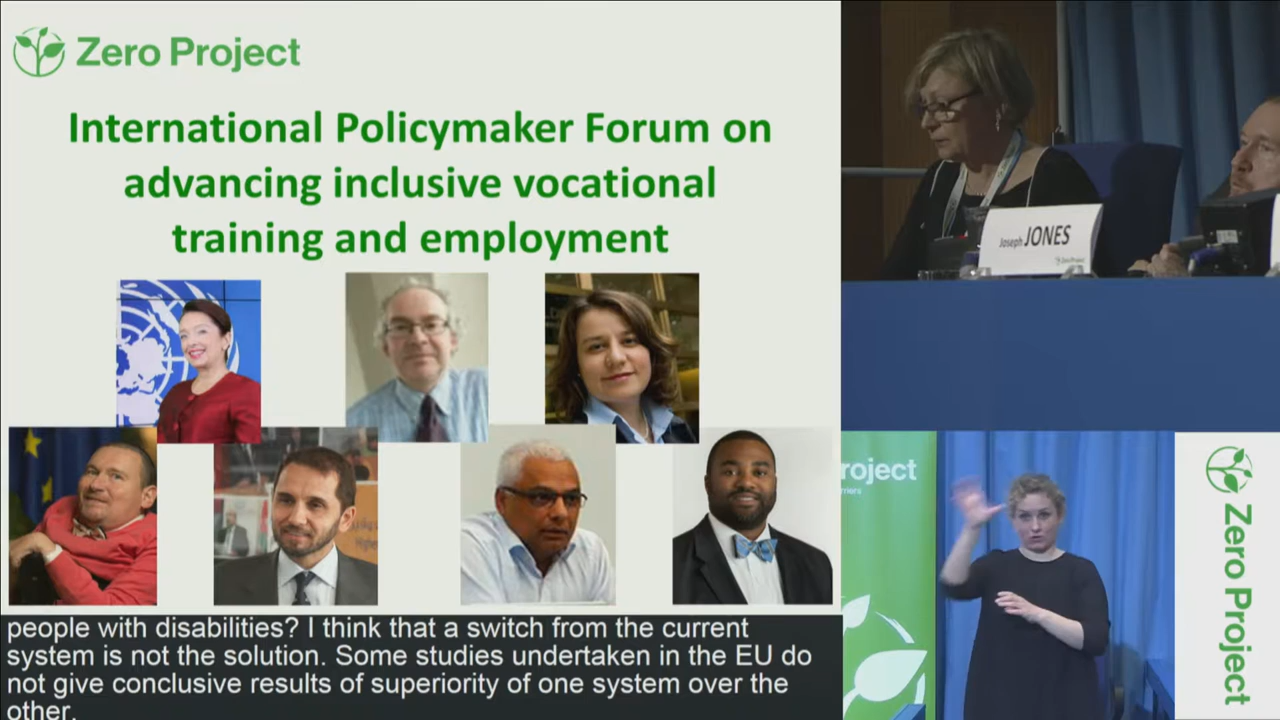 Zero Project
International Policymaker Forum on
advancing inclusive vocational
training and employment
people with disabilities? I think that a switch from the current
system is not the solution. Some studies undertaken in the EU do
not give conclusive results of superiority of one system over the
other.
Joseph JONES
Zero Project
roject
Zero Project